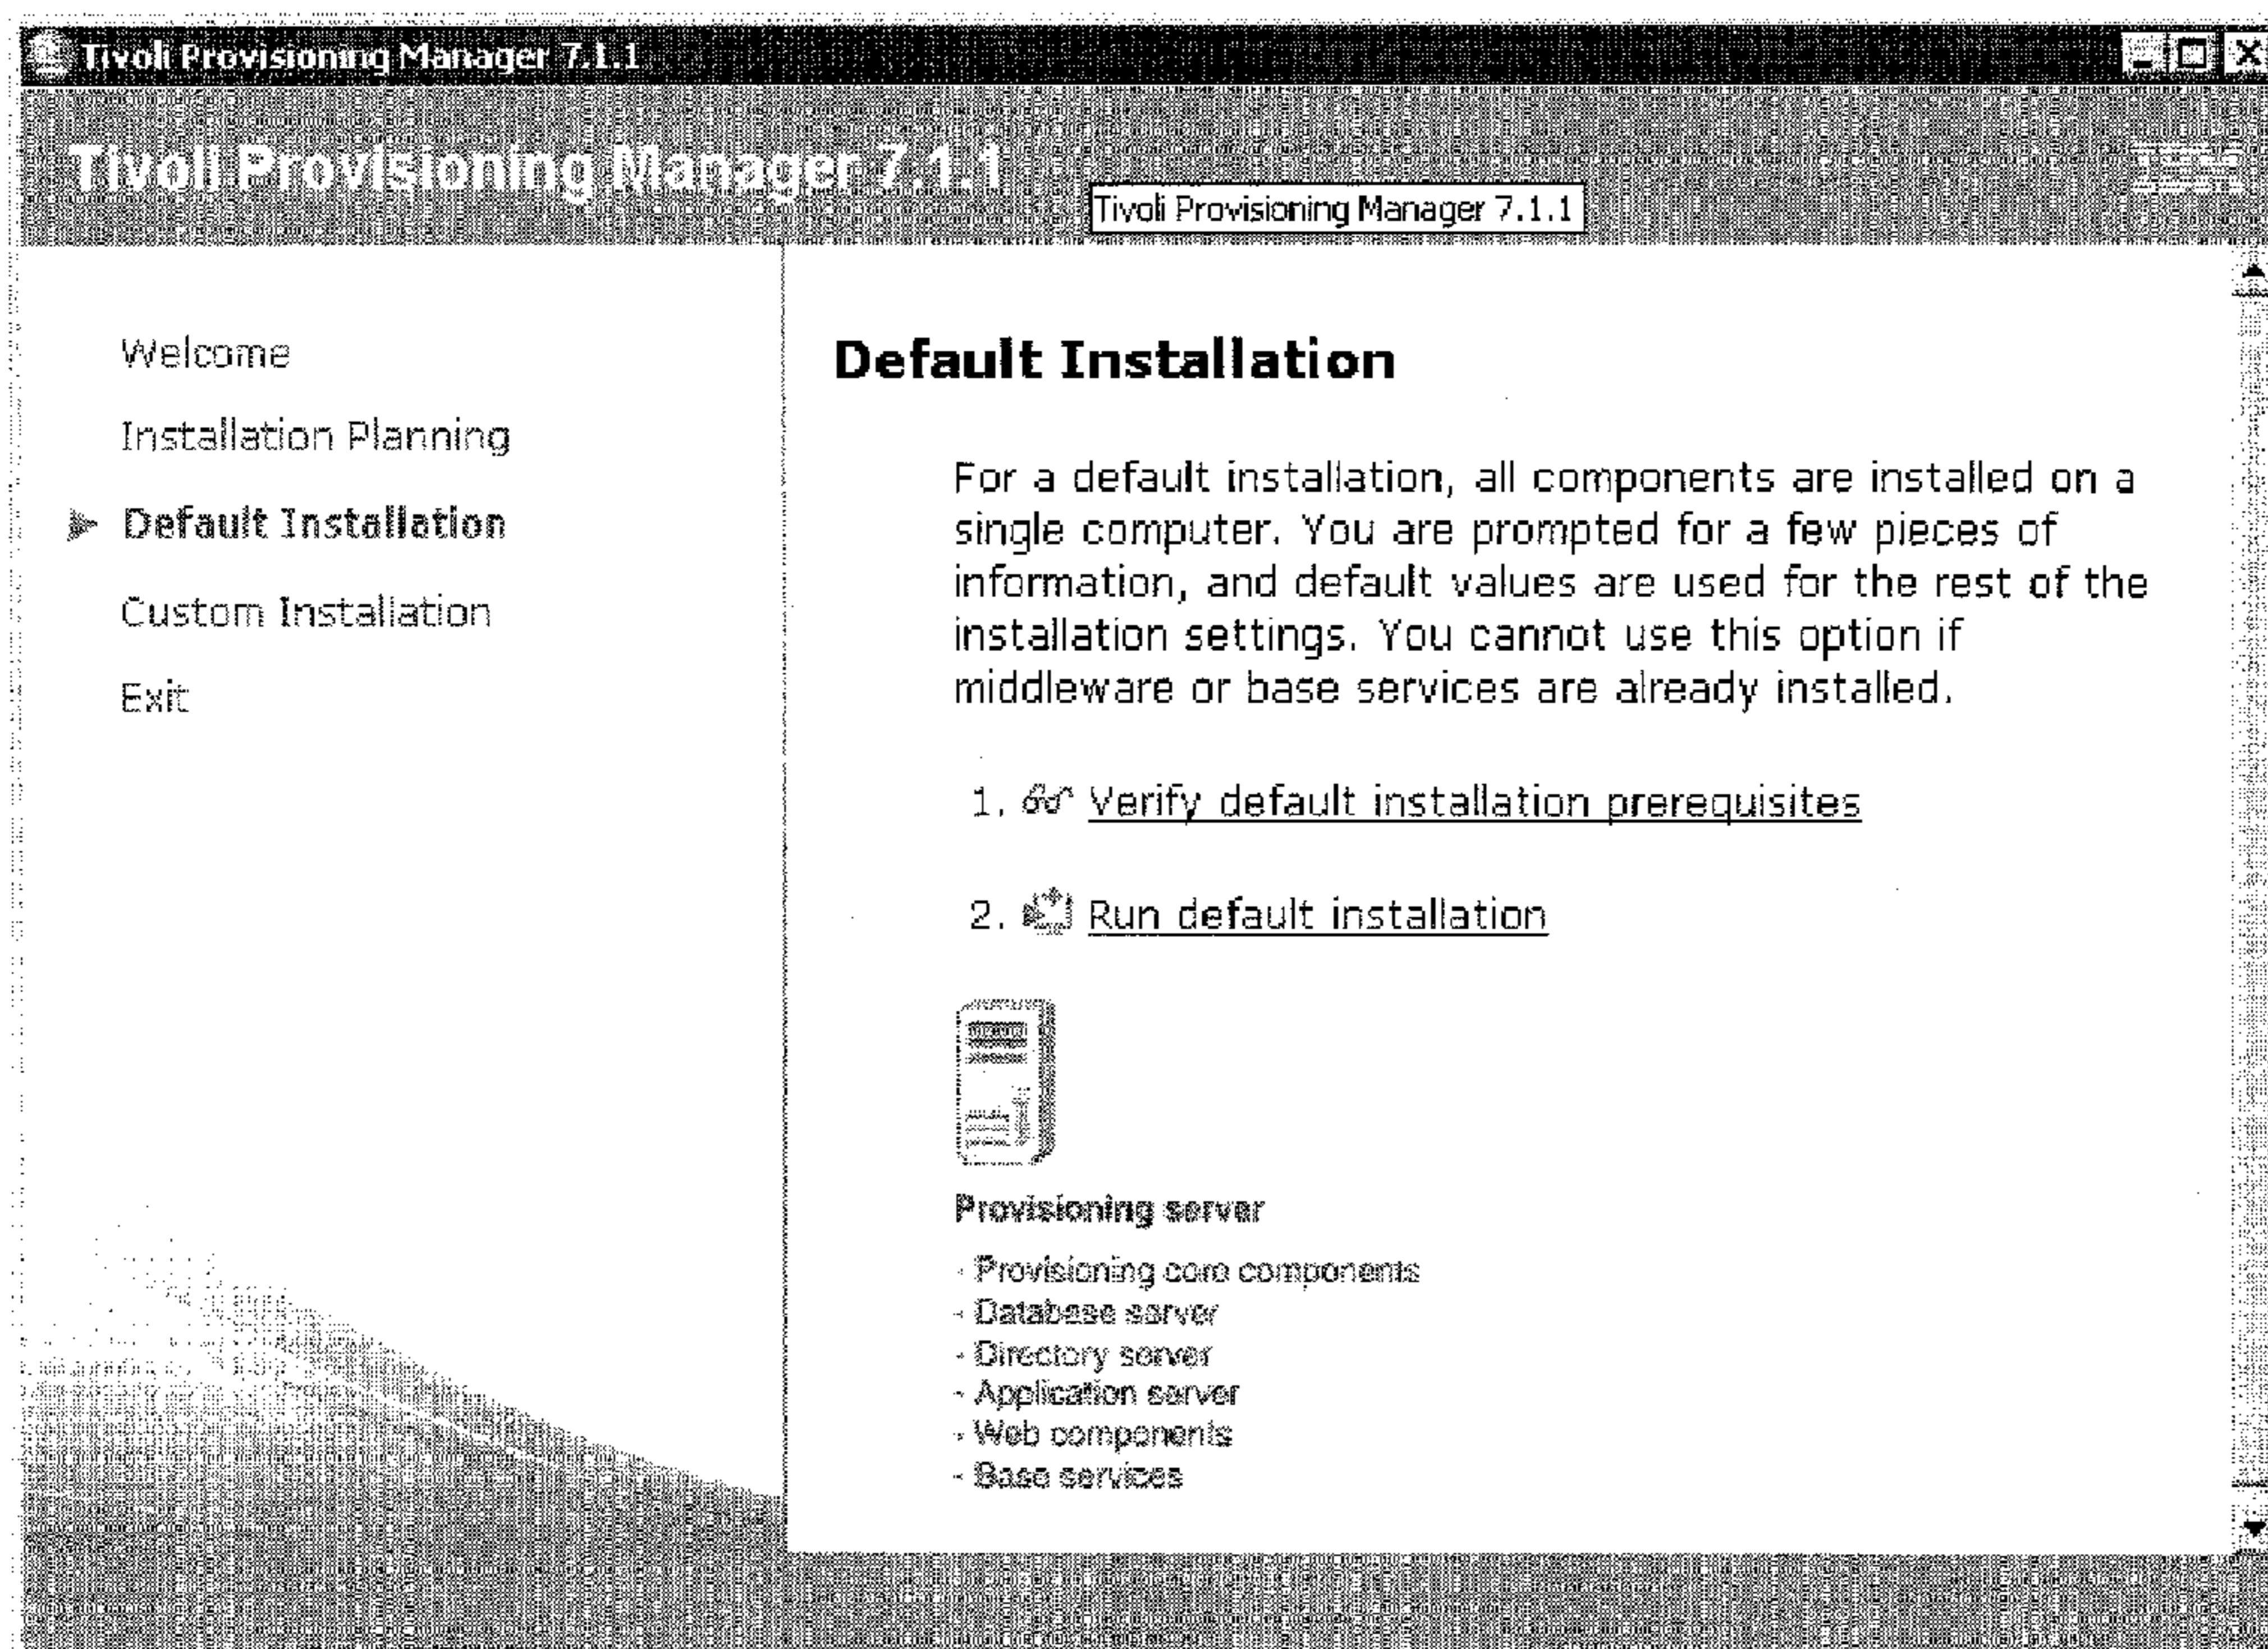 Tivoli Provisioning Manager 7.1.1
Tivoli Provisioning Manager 7.1.1
Tivoli Provisioning Manager 7.1.1
Welcome
Installation Planning
Default Installation
Custom Installation
Exit
Default Installation
For a default installation, all components are installed on a
single computer. You are prompted for a few pieces of
information, and default values are used for the rest of the
installation settings. You cannot use this option if
middleware or base services are already installed.
1. Verify default installation prerequisites
2. Run default installation
Provisioning server
- Provisioning core components
- Database server
- Directory server
- Application server
- Web components
- Base services